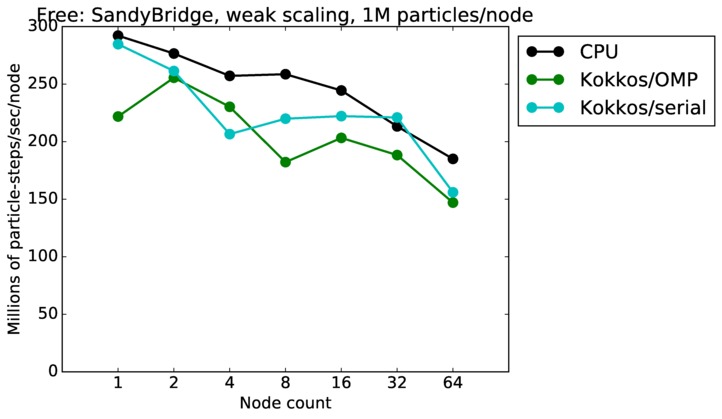 Free: SandyBridge, weak scaling, 1M particles/node
300
250
200
150
100
50
0
Millions of particle-steps/sec/node
1 2 4 8 16 32 64
Node count
CPU
Kokkos/OMP
Kokkos/serial